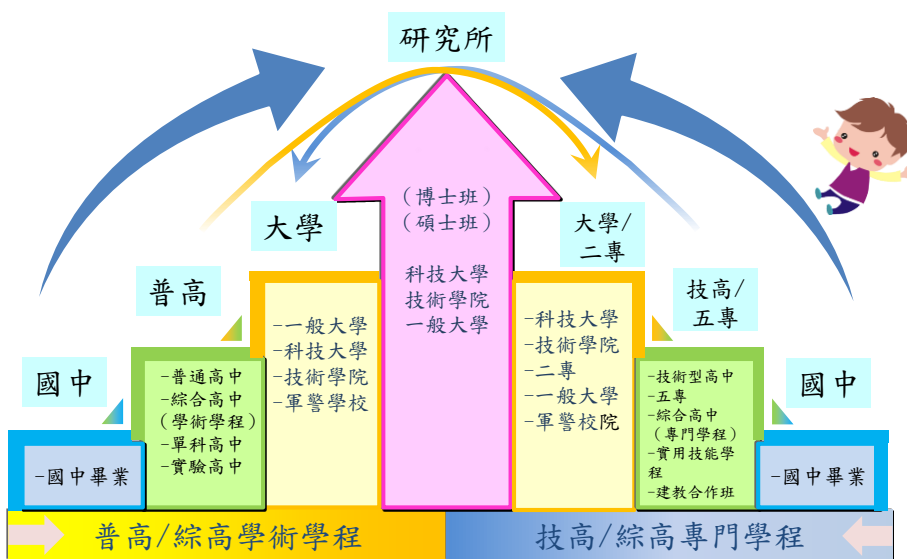 研究所
大學
大學/
二專
普高
技高/
五專
國中
國中
(博士班)
(碩士班)
科技大學
技術學院
一般大學
-一般大學
-科技大學
-技術學院
-軍警學校
-科技大學
-技術學院
-二專
-一般大學
-軍警校院
-普通高中
-綜合高中
(學術學程)
-單科高中
-實驗高中
-技術型高中
-五專
-綜合高中
(專門學程)
-實用技能學
程
-建教合作班
-國中畢業
-國中畢業
普高/綜高學術學程
技高/綜高專門學程